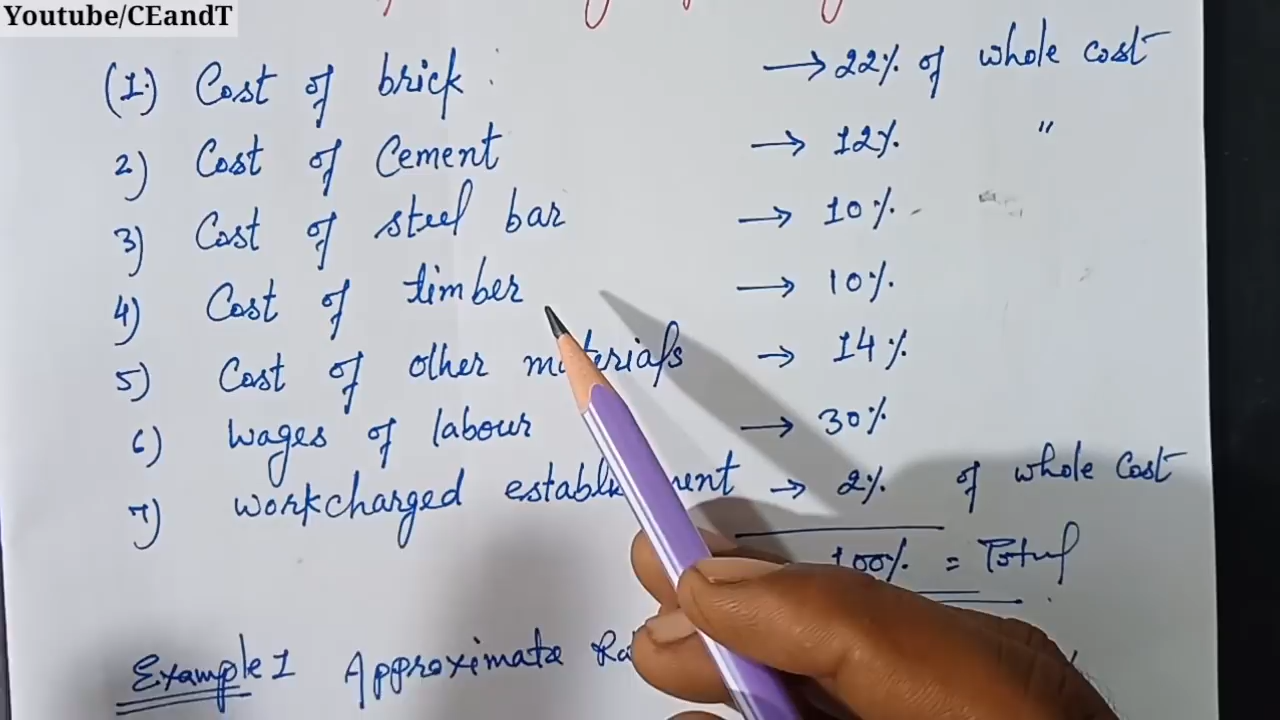 Youtube/CEandT
(1.) Cost of brick : → 22% of whole cost
2) Cost of Cement → 12% "
3) Cost of steel bar → 10%
4) Cost of timber → 10%
5) Cost of other materials → 14%
6) Wages of labour → 30%
7) Workcharged → 2% of whole Cost
100% = Total
Example 1 Approximate